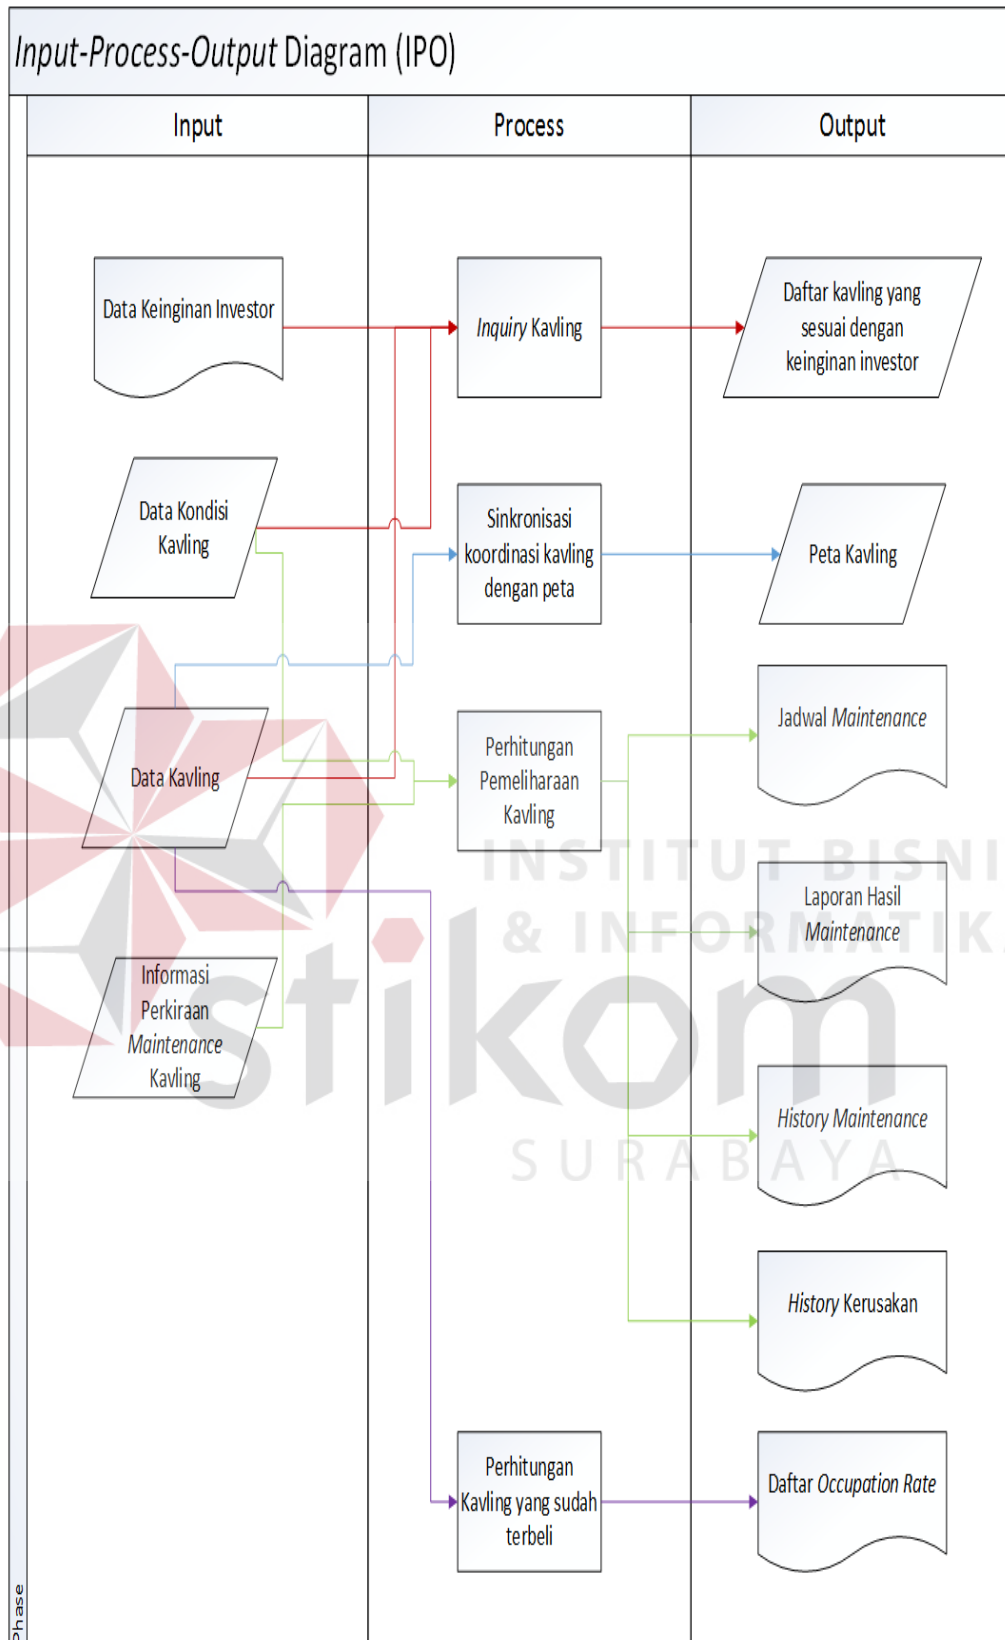 Input-Process-Output Diagram (IPO)
Input
Process
Output
Data Keinginan Investor
Inquiry Kavling
Daftar kavling yang
sesuai dengan
keinginan investor
Data Kondisi
Kavling
Sinkronisasi
koordinasi kavling
dengan peta
Peta Kavling
Data Kavling
Perhitungan
Pemeliharaan
Kavling
Jadwal Maintenance
Laporan Hasil
Maintenance
Informasi
Perkiraan
Maintenance
Kavling
History Maintenance
History Kerusakan
Perhitungan
Kavling yang sudah
terbeli
Daftar Occupation Rate
Phase
INSTITUT BISNI
& INFORMATIK
stikom
SURABAYA